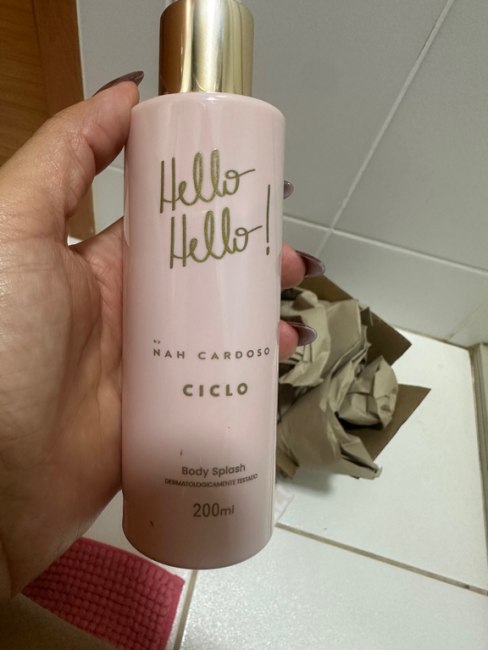 Hello
Hello!
BY
NAH CARDOSO
CICLO
Body Splash
DERMATOLOGICAMENTE TESTADO
200ml